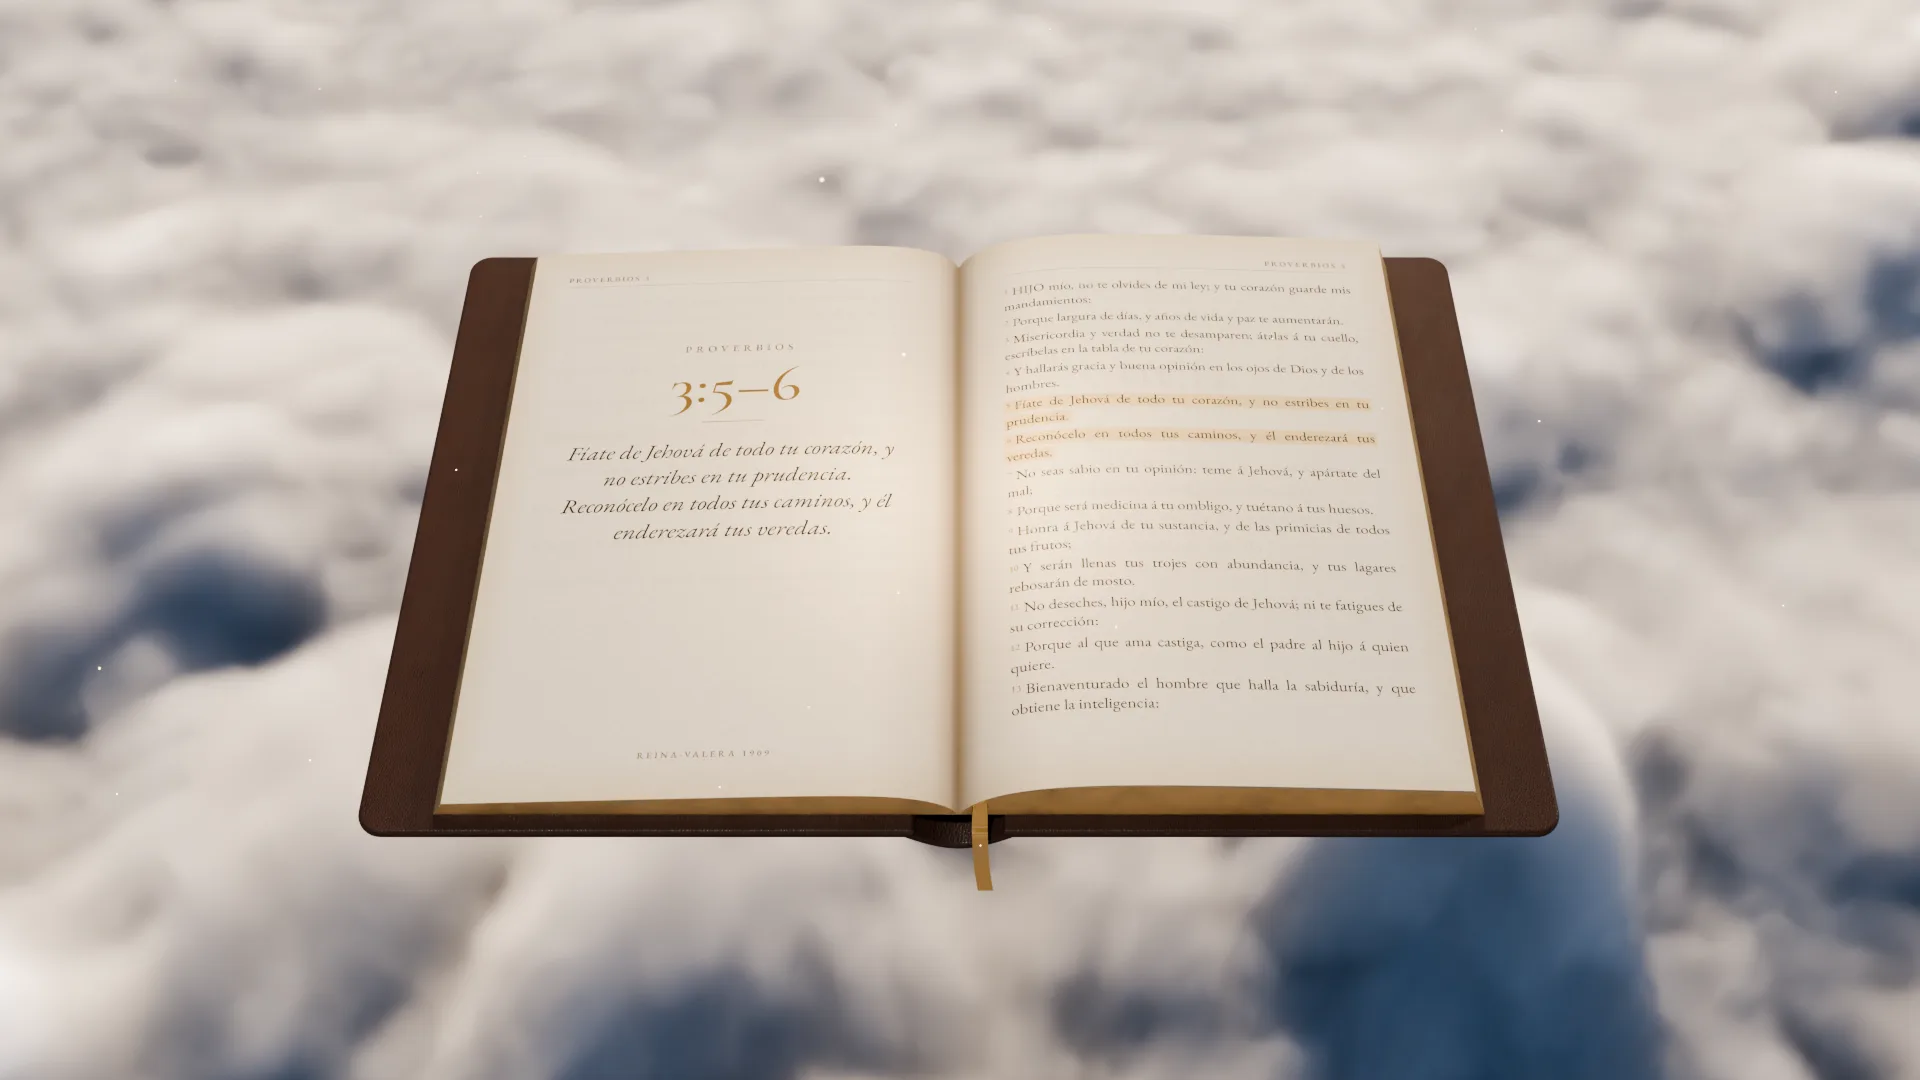 PROVERBIOS 3
PROVERBIOS
3:5–6
Fíate de Jehová de todo tu corazón, y
no estribes en tu prudencia.
Reconócelo en todos tus caminos, y él
enderezará tus veredas.
REINA-VALERA 1909
PROVERBIOS 3
HIJO mío, no te olvides de mi ley; y tu corazón guarde mis
mandamientos:
Porque largura de días, y años de vida y paz te aumentarán.
3 Misericordia y verdad no te desamparen; átalas á tu cuello,
escríbelas en la tabla de tu corazón:
4 Y hallarás gracia y buena opinión en los ojos de Dios y de los
hombres.
5 Fíate de Jehová de todo tu corazón, y no estribes en tu
prudencia.
6 Reconócelo en todos tus caminos, y él enderezará tus
veredas.
7 No seas sabio en tu opinión: teme á Jehová, y apártate del
mal;
8 Porque será medicina á tu ombligo, y tuétano á tus huesos.
9 Honra á Jehová de tu sustancia, y de las primicias de todos
tus frutos;
10 Y serán llenas tus trojes con abundancia, y tus lagares
rebosarán de mosto.
11 No deseches, hijo mío, el castigo de Jehová; ni te fatigues de
su corrección:
12 Porque al que ama castiga, como el padre al hijo á quien
quiere.
13 Bienaventurado el hombre que halla la sabiduría, y que
obtiene la inteligencia: